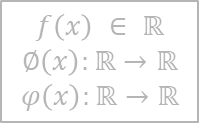 f(x) ∈ ℝ
∅(x): ℝ → ℝ
φ(x): ℝ → ℝ